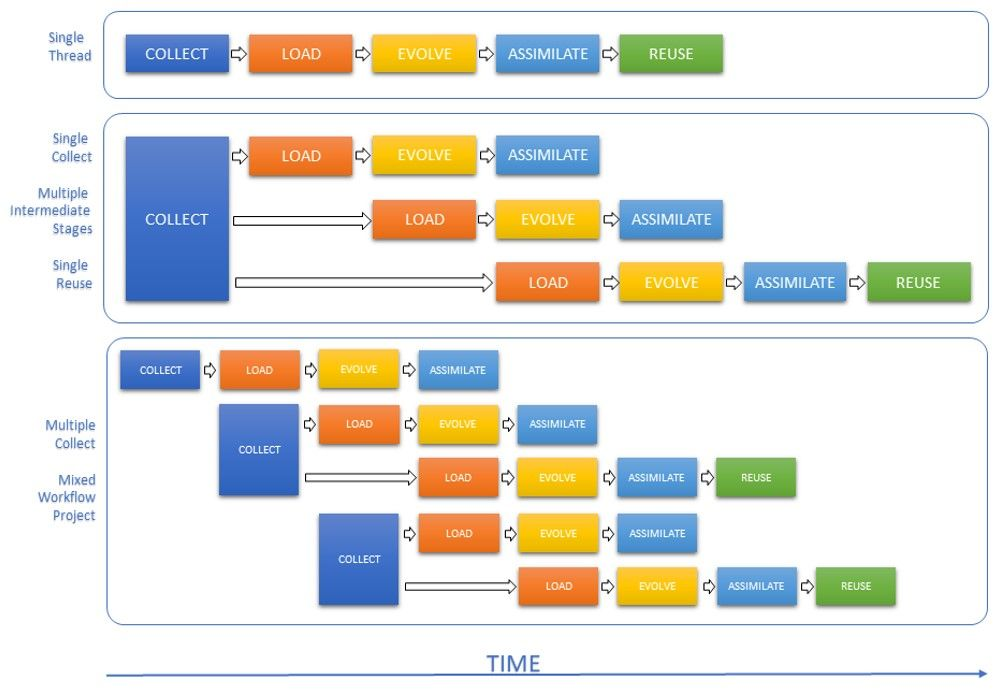 Single
Thread
COLLECT LOAD EVOLVE ASSIMILATE REUSE
Single
Collect
Multiple
Intermediate
Stages
Single
Reuse
COLLECT
LOAD EVOLVE ASSIMILATE
LOAD EVOLVE ASSIMILATE
LOAD EVOLVE ASSIMILATE REUSE
Multiple
Collect
Mixed
Workflow
Project
COLLECT LOAD EVOLVE ASSIMILATE
COLLECT
LOAD EVOLVE ASSIMILATE
LOAD EVOLVE ASSIMILATE REUSE
COLLECT
LOAD EVOLVE ASSIMILATE
LOAD EVOLVE ASSIMILATE REUSE
TIME